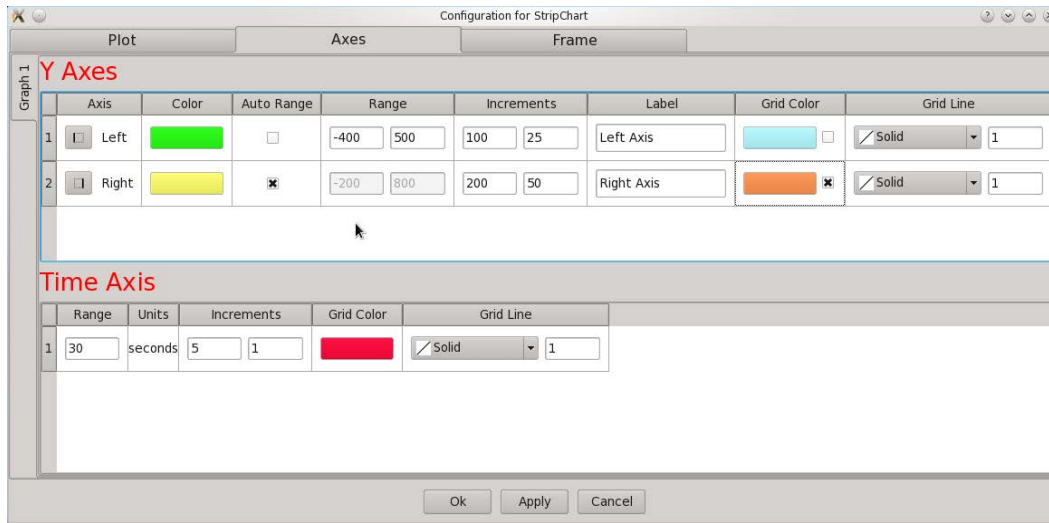 Configuration for StripChart
Plot Axes Frame
Graph 1
Y Axes
Axis Color Auto Range Range Increments Label Grid Color Grid Line
1 Left -400 500 100 25 Left Axis Solid 1
2 Right -200 800 200 50 Right Axis Solid 1
Time Axis
Range Units Increments Grid Color Grid Line
1 30 seconds 5 1 Solid 1
Ok Apply Cancel